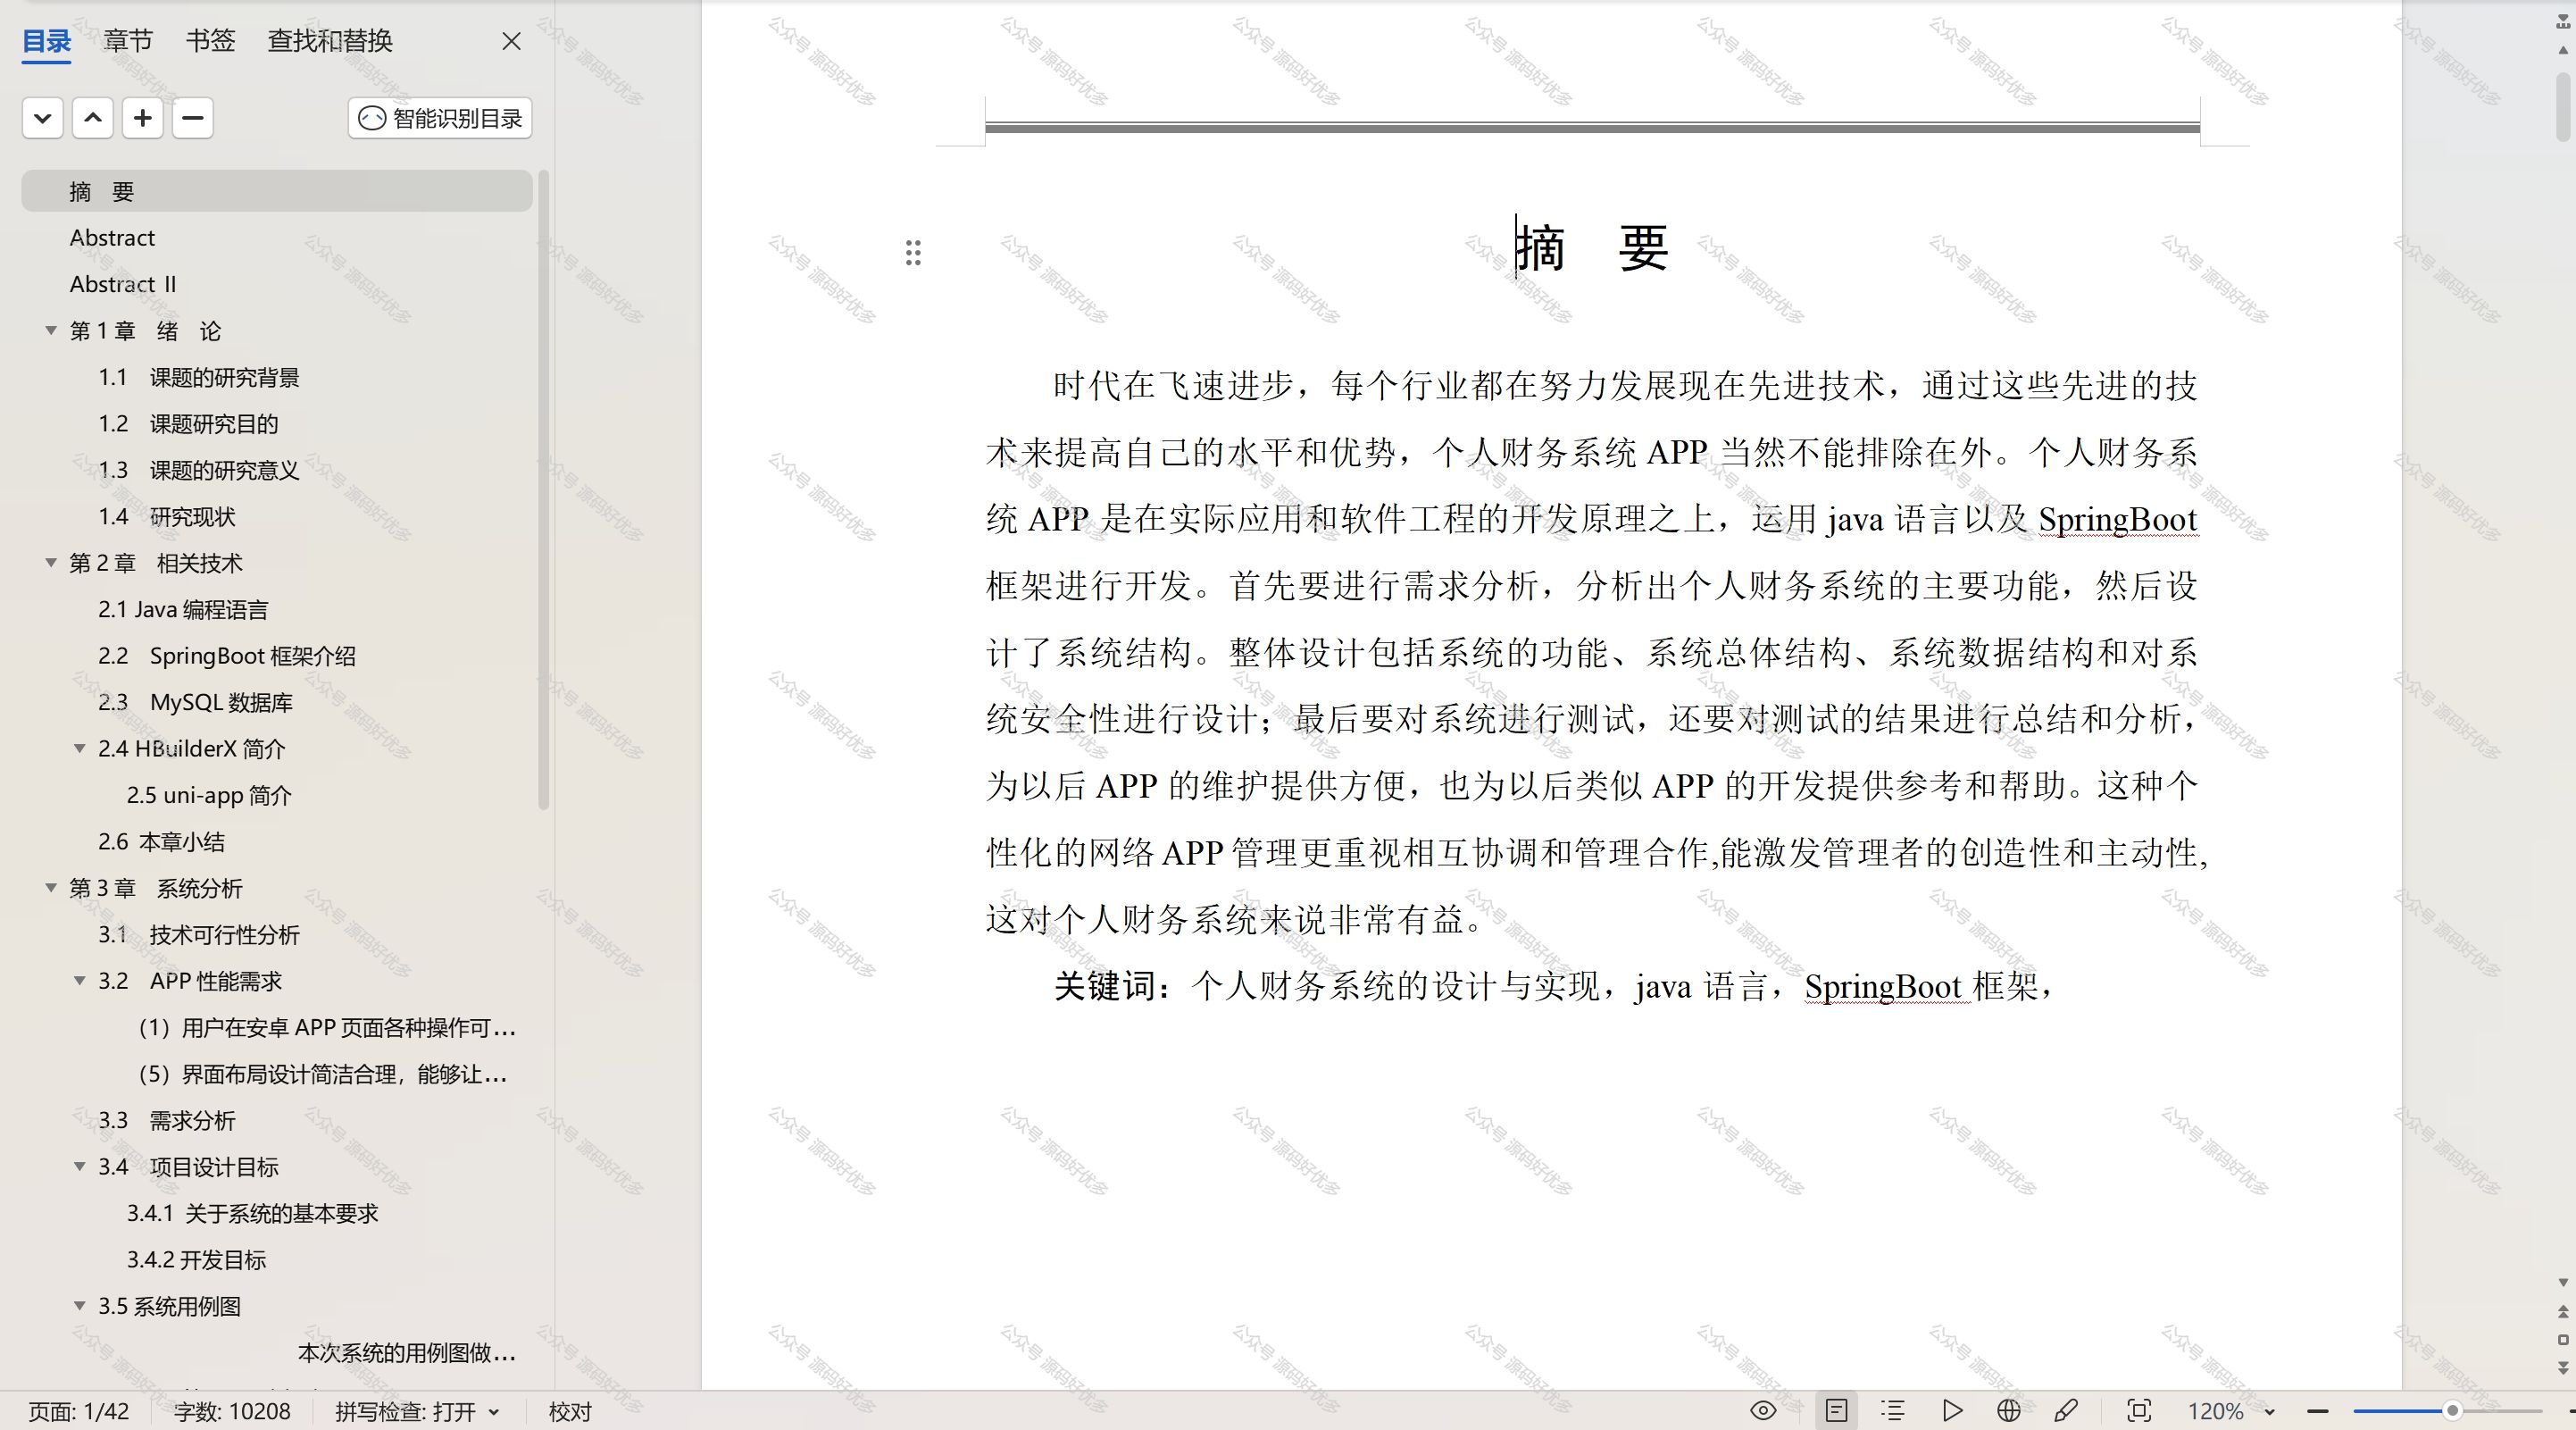 目录 章节 书签 查找和替换
智能识别目录
摘 要
Abstract
Abstract II
第 1 章 绪 论
1.1 课题的研究背景
1.2 课题研究目的
1.3 课题的研究意义
1.4 研究现状
第 2 章 相关技术
2.1 Java 编程语言
2.2 SpringBoot 框架介绍
2.3 MySQL 数据库
2.4 HBuilderX 简介
2.5 uni-app 简介
2.6 本章小结
第 3 章 系统分析
3.1 技术可行性分析
3.2 APP 性能需求
（1）用户在安卓 APP 页面各种操作可...
（5）界面布局设计简洁合理，能够让...
3.3 需求分析
3.4 项目设计目标
3.4.1 关于系统的基本要求
3.4.2 开发目标
3.5 系统用例图
本次系统的用例图做...
摘 要
时代在飞速进步，每个行业都在努力发展现在先进技术，通过这些先进的技
术来提高自己的水平和优势，个人财务系统 APP 当然不能排除在外。个人财务系
统 APP 是在实际应用和软件工程的开发原理之上，运用 java 语言以及 SpringBoot
框架进行开发。首先要进行需求分析，分析出个人财务系统的主要功能，然后设
计了系统结构。整体设计包括系统的功能、系统总体结构、系统数据结构和对系
统安全性进行设计；最后要对系统进行测试，还要对测试的结果进行总结和分析，
为以后 APP 的维护提供方便，也为以后类似 APP 的开发提供参考和帮助。这种个
性化的网络 APP 管理更重视相互协调和管理合作,能激发管理者的创造性和主动性,
这对个人财务系统来说非常有益。
关键词：个人财务系统的设计与实现，java 语言，SpringBoot 框架，
公众号 源码好优多
页面: 1/42 字数: 10208 拼写检查: 打开 校对 120%